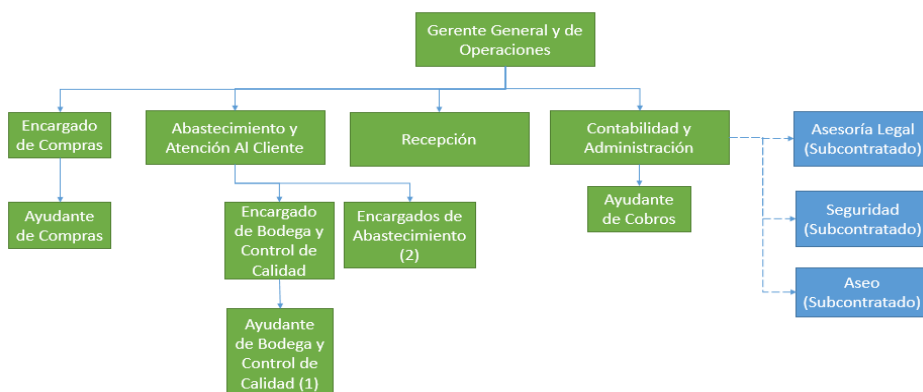 Gerente General y de
Operaciones
Encargado
de Compras
Abastecimiento y
Atención Al Cliente
Recepción
Contabilidad y
Administración
Asesoría Legal
(Subcontratado)
Ayudante
de Compras
Encargado
de Bodega y
Control de
Calidad
Encargados de
Abastecimiento
(2)
Ayudante
de Cobros
Seguridad
(Subcontratado)
Aseo
(Subcontratado)
Ayudante
de Bodega y
Control de
Calidad (1)